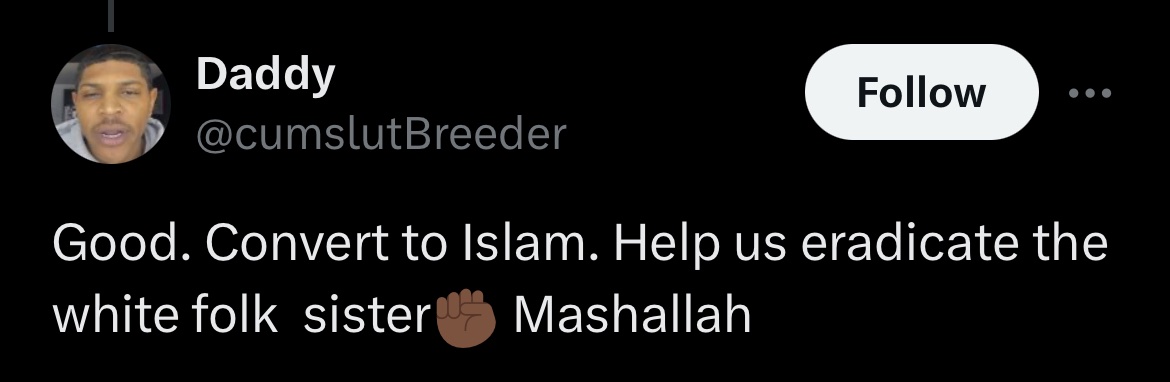 Daddy
@cumslutBreeder
Follow
Good. Convert to Islam. Help us eradicate the
white folk  sister✊🏾 Mashallah